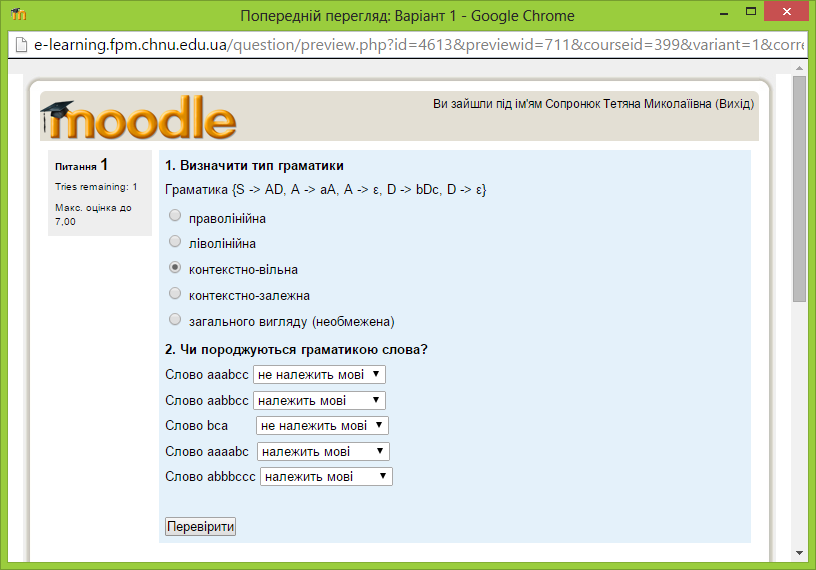 Попередній перегляд: Варіант 1 - Google Chrome
e-learning.fpm.chnu.edu.ua/question/preview.php?id=4613&previewid=711&courseid=399&variant=1&corre
moodle
Ви зайшли під ім'ям Сопронюк Тетяна Миколаїівна (Вихід)
Питання 1
Tries remaining: 1
Макс. оцінка до
7,00
1. Визначити тип граматики
Граматика {S -> AD, A -> aA, A -> ε, D -> bDc, D -> ε}
праволінійна
ліволінійна
контекстно-вільна
контекстно-залежна
загального вигляду (необмежена)
2. Чи породжуються граматикою слова?
Слово aaabcc не належить мові
Слово aabbcc належить мові
Слово bca не належить мові
Слово aaaabc належить мові
Слово abbbccc належить мові
Перевірити